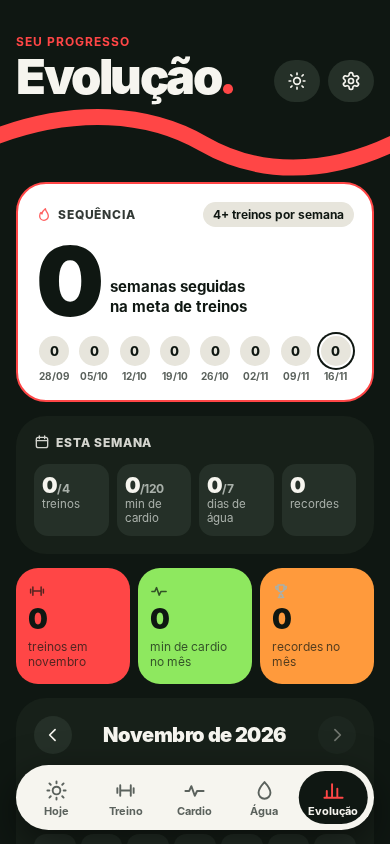 SEU PROGRESSO
Evolução.
SEQUÊNCIA
4+ treinos por semana
0 semanas seguidas
na meta de treinos
0 0 0 0 0 0 0 0
28/09 05/10 12/10 19/10 26/10 02/11 09/11 16/11
ESTA SEMANA
0/4 0/120 0/7 0
treinos min de cardio dias de água recordes
0 0 0
treinos em novembro min de cardio no mês recordes no mês
Novembro de 2026
Hoje Treino Cardio Água Evolução